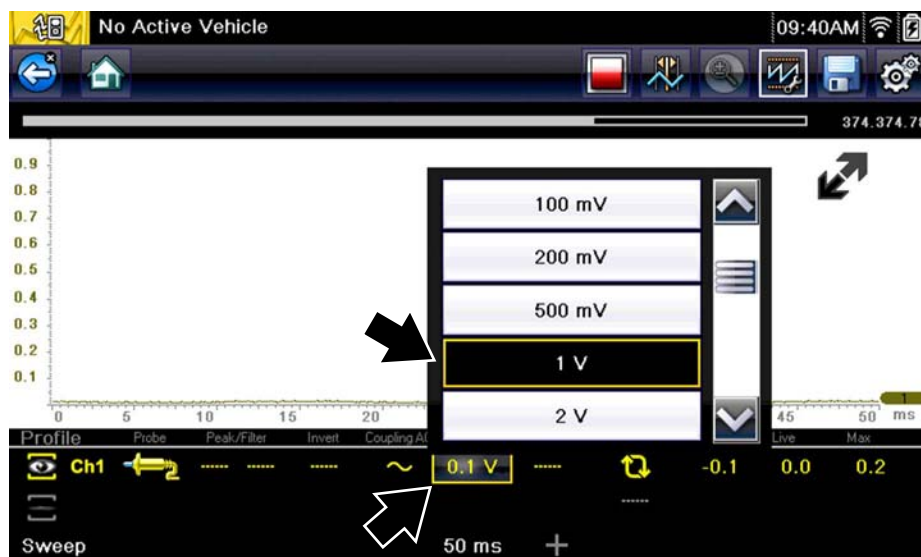 No Active Vehicle 09:40AM
374.374.78
0.9
0.8
0.7
0.6
0.5
0.4
0.3
0.2
0.1
100 mV
200 mV
500 mV
1 V
2 V
0 5 10 15 20 45 50 ms
1
Profile Probe Peak/Filter Invert Coupling Live Max
Ch1 ----- ----- ----- 0.1 V ----- -0.1 0.0 0.2
-----
Sweep 50 ms +